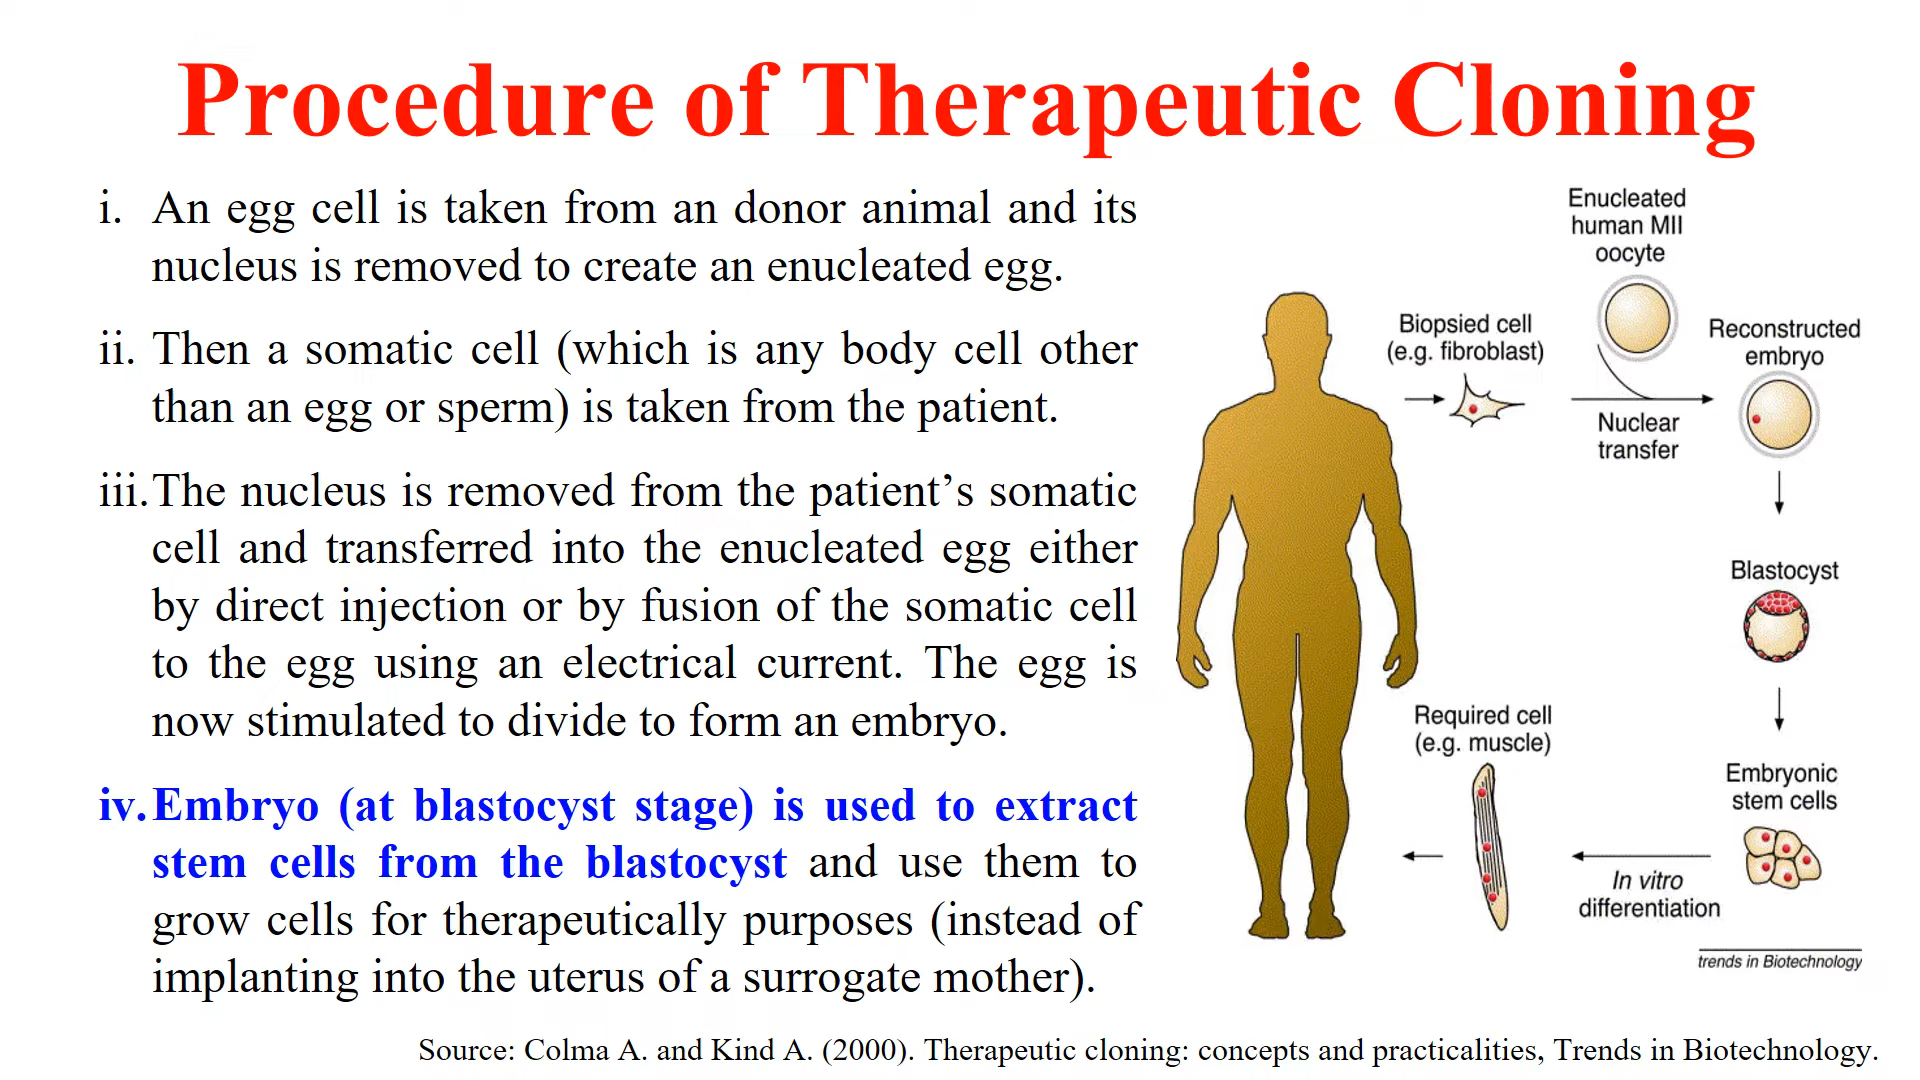 Procedure of Therapeutic Cloning
i. An egg cell is taken from an donor animal and its
nucleus is removed to create an enucleated egg.
ii. Then a somatic cell (which is any body cell other
than an egg or sperm) is taken from the patient.
iii. The nucleus is removed from the patient’s somatic
cell and transferred into the enucleated egg either
by direct injection or by fusion of the somatic cell
to the egg using an electrical current. The egg is
now stimulated to divide to form an embryo.
iv. Embryo (at blastocyst stage) is used to extract
stem cells from the blastocyst and use them to
grow cells for therapeutically purposes (instead of
implanting into the uterus of a surrogate mother).
Enucleated
human MII
oocyte
Biopsied cell
(e.g. fibroblast)
Reconstructed
embryo
Nuclear
transfer
Blastocyst
Embryonic
stem cells
In vitro
differentiation
Required cell
(e.g. muscle)
trends in Biotechnology
Source: Colma A. and Kind A. (2000). Therapeutic cloning: concepts and practicalities, Trends in Biotechnology.